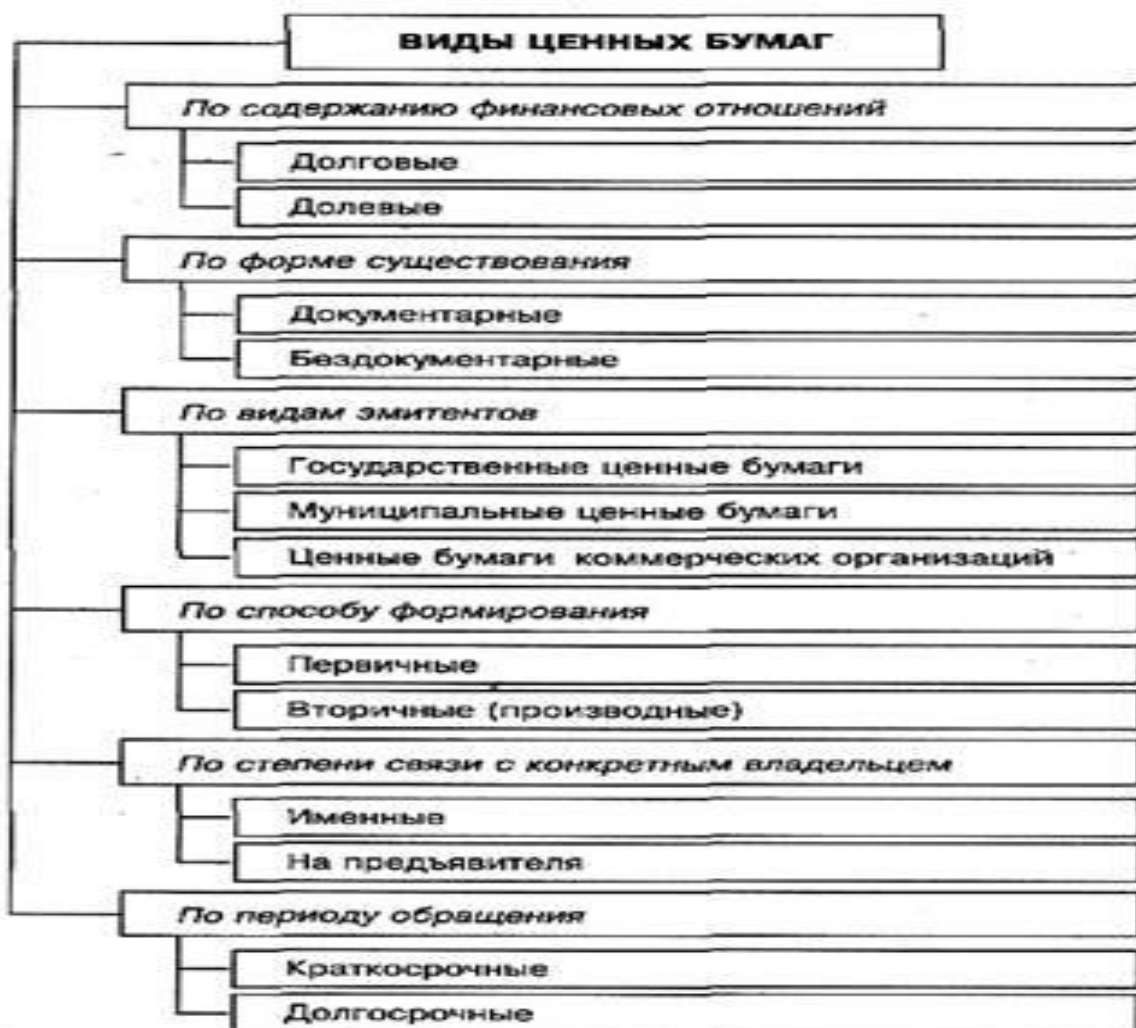 ВИДЫ ЦЕННЫХ БУМАГ
По содержанию финансовых отношений
Долговые
Долевые
По форме существования
Документарные
Бездокументарные
По видам эмитентов
Государственные ценные бумаги
Муниципальные ценные бумаги
Ценные бумаги коммерческих организаций
По способу формирования
Первичные
Вторичные (производные)
По степени связи с конкретным владельцем
Именные
На предъявителя
По периоду обращения
Краткосрочные
Долгосрочные